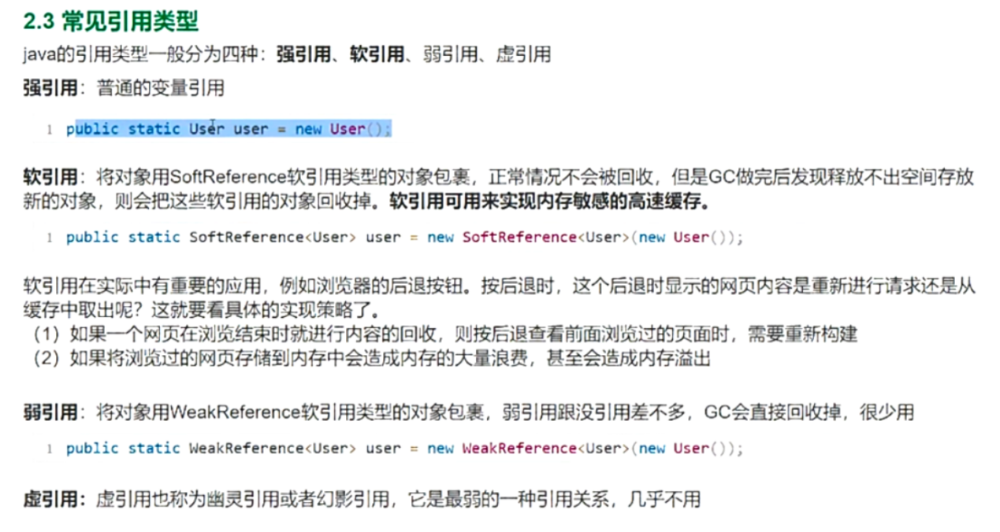 2.3 常见引用类型
java的引用类型一般分为四种：强引用、软引用、弱引用、虚引用
强引用：普通的变量引用
1 public static User user = new User();
软引用：将对象用SoftReference软引用类型的对象包裹，正常情况不会被回收，但是GC做完后发现释放不出空间存放
新的对象，则会把这些软引用的对象回收掉。软引用可用来实现内存敏感的高速缓存。
1 public static SoftReference<User> user = new SoftReference<User>(new User());
软引用在实际中有重要的应用，例如浏览器的后退按钮。按后退时，这个后退时显示的网页内容是重新进行请求还是从
缓存中取出呢？这就要看具体的实现策略了。
（1）如果一个网页在浏览结束时就进行内容的回收，则按后退查看前面浏览过的页面时，需要重新构建
（2）如果将浏览过的网页存储到内存中会造成内存的大量浪费，甚至会造成内存溢出
弱引用：将对象用WeakReference软引用类型的对象包裹，弱引用跟没引用差不多，GC会直接回收掉，很少用
1 public static WeakReference<User> user = new WeakReference<User>(new User());
虚引用：虚引用也称为幽灵引用或者幻影引用，它是最弱的一种引用关系，几乎不用